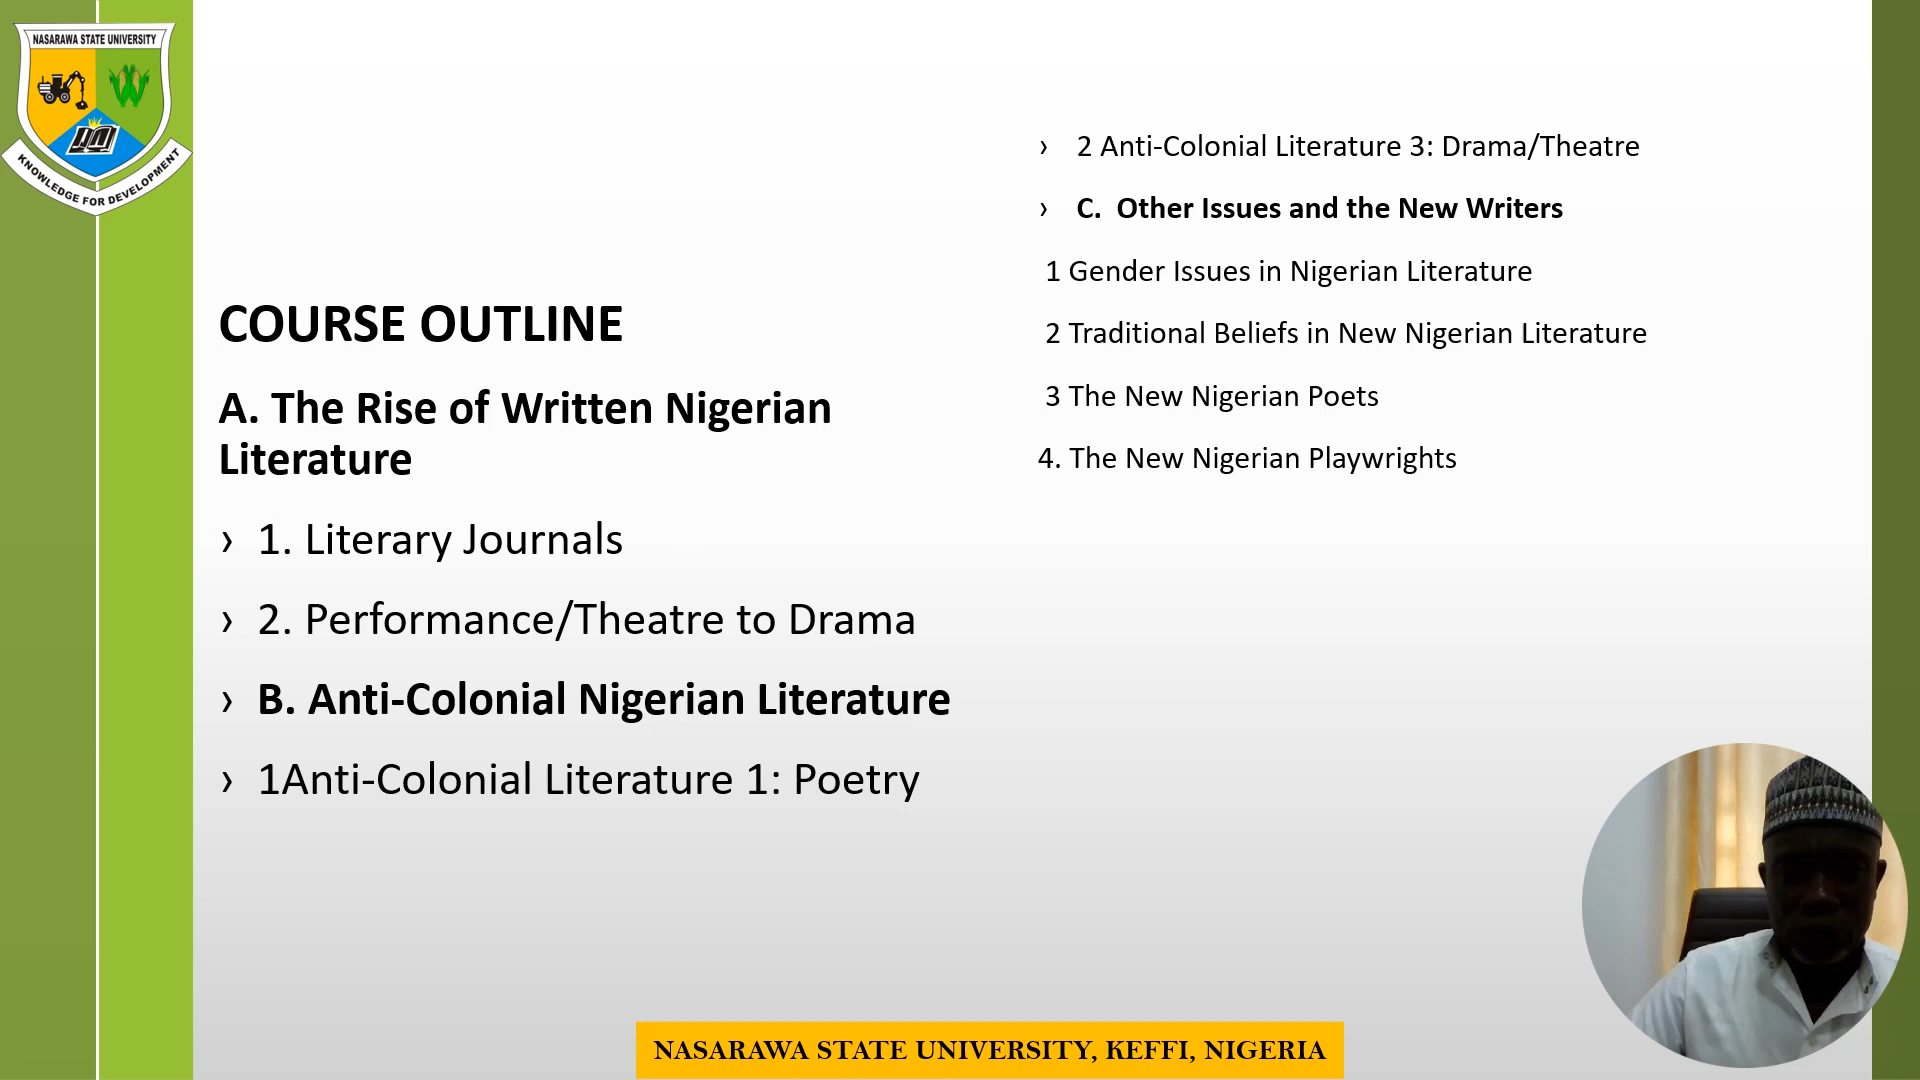 NASARAWA STATE UNIVERSITY
KNOWLEDGE FOR DEVELOPMENT
COURSE OUTLINE
A. The Rise of Written Nigerian
Literature
› 1. Literary Journals
› 2. Performance/Theatre to Drama
› B. Anti-Colonial Nigerian Literature
› 1Anti-Colonial Literature 1: Poetry
› 2 Anti-Colonial Literature 3: Drama/Theatre
› C. Other Issues and the New Writers
1 Gender Issues in Nigerian Literature
2 Traditional Beliefs in New Nigerian Literature
3 The New Nigerian Poets
4. The New Nigerian Playwrights
NASARAWA STATE UNIVERSITY, KEFFI, NIGERIA